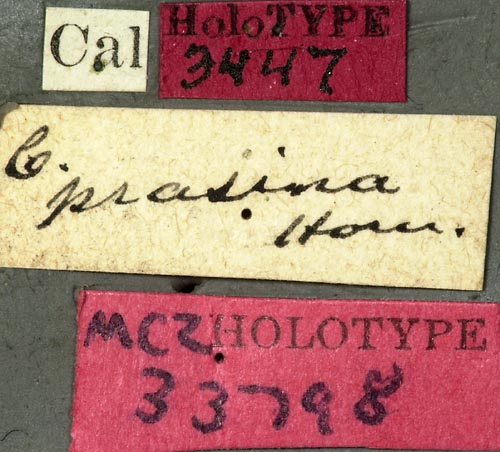 Cal
HoloTYPE
3447
C.
prasina
Horn.
MCZ HOLOTYPE
33798